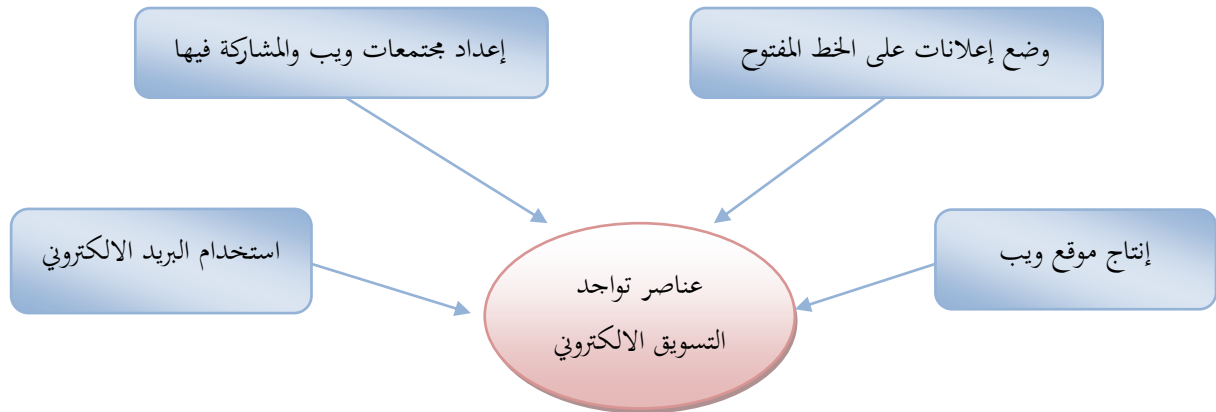 وضع إعلانات على الخط المفتوح
إعداد مجتمعات ويب والمشاركة فيها
إنتاج موقع ويب
استخدام البريد الالكتروني
عناصر تواجد
التسويق الالكتروني